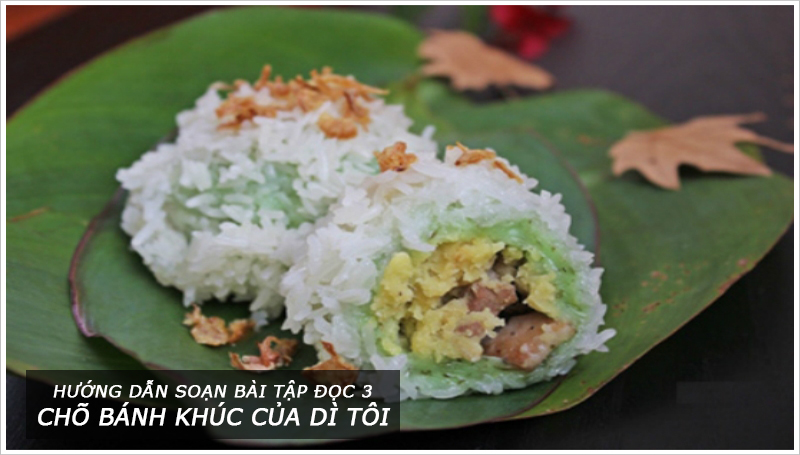 HƯỚNG DẪN SOẠN BÀI TẬP ĐỌC 3
CHÕ BÁNH KHÚC CỦA DÌ TÔI